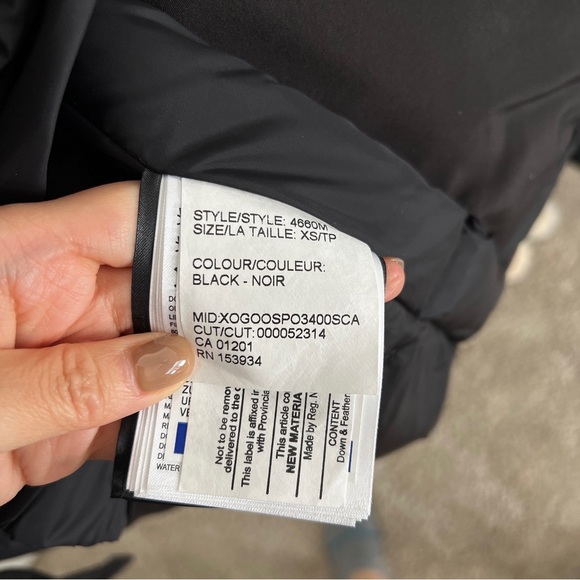 STYLE/STYLE: 4660M
SIZE/LA TAILLE: XS/TP
COLOUR/COULEUR:
BLACK - NOIR
MID:XOGOOSPO3400SCA
CUT/CUT: 000052314
CA 01201
RN 153934
Not to be remov
delivered to the c
This label is affixed i
with Provincia
This article co
NEW MATERIA
Made by Reg. N
CONTENT
Down & Feather
WATER